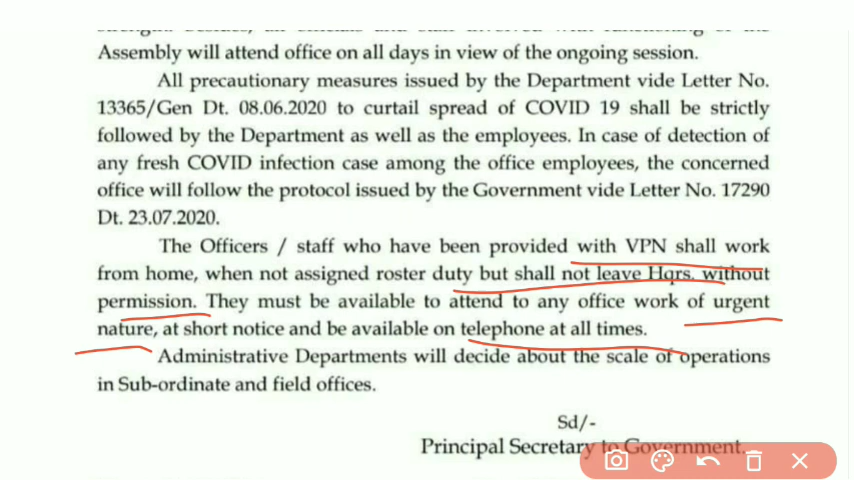 Assembly will attend office on all days in view of the ongoing session.
All precautionary measures issued by the Department vide Letter No.
13365/Gen Dt. 08.06.2020 to curtail spread of COVID 19 shall be strictly
followed by the Department as well as the employees. In case of detection of
any fresh COVID infection case among the office employees, the concerned
office will follow the protocol issued by the Government vide Letter No. 17290
Dt. 23.07.2020.
The Officers / staff who have been provided with VPN shall work
from home, when not assigned roster duty but shall not leave Hqrs. without
permission. They must be available to attend to any office work of urgent
nature, at short notice and be available on telephone at all times.
Administrative Departments will decide about the scale of operations
in Sub-ordinate and field offices.
Sd/-
Principal Secretary to Government.